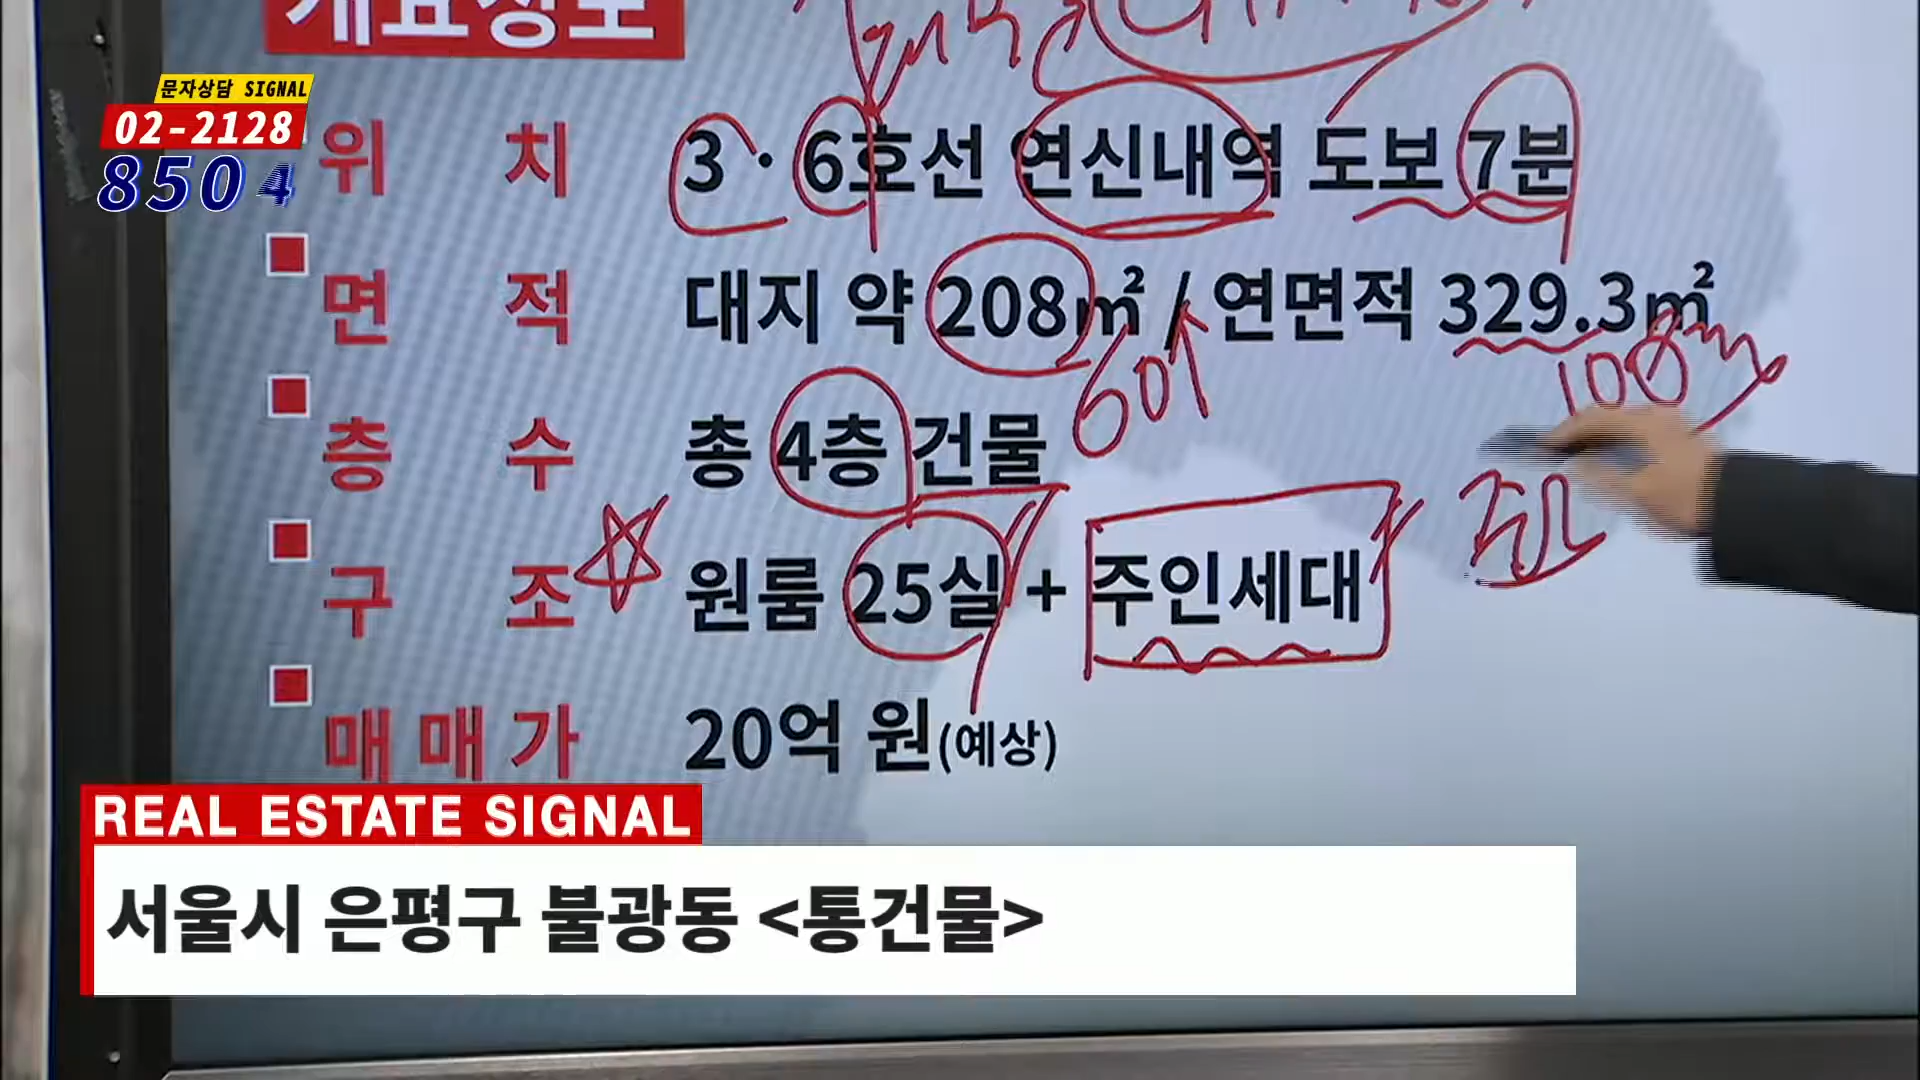 개요정보
문자상담 SIGNAL
02-2128
8504
위 치 3·6호선 연신내역 도보 7분
면 적 대지 약 208㎡ / 연면적 329.3㎡
60
100
층 수 총 4층 건물
구 조 원룸 25실 + 주인세대
매 매 가 20억 원(예상)
REAL ESTATE SIGNAL
서울시 은평구 불광동 <통건물>